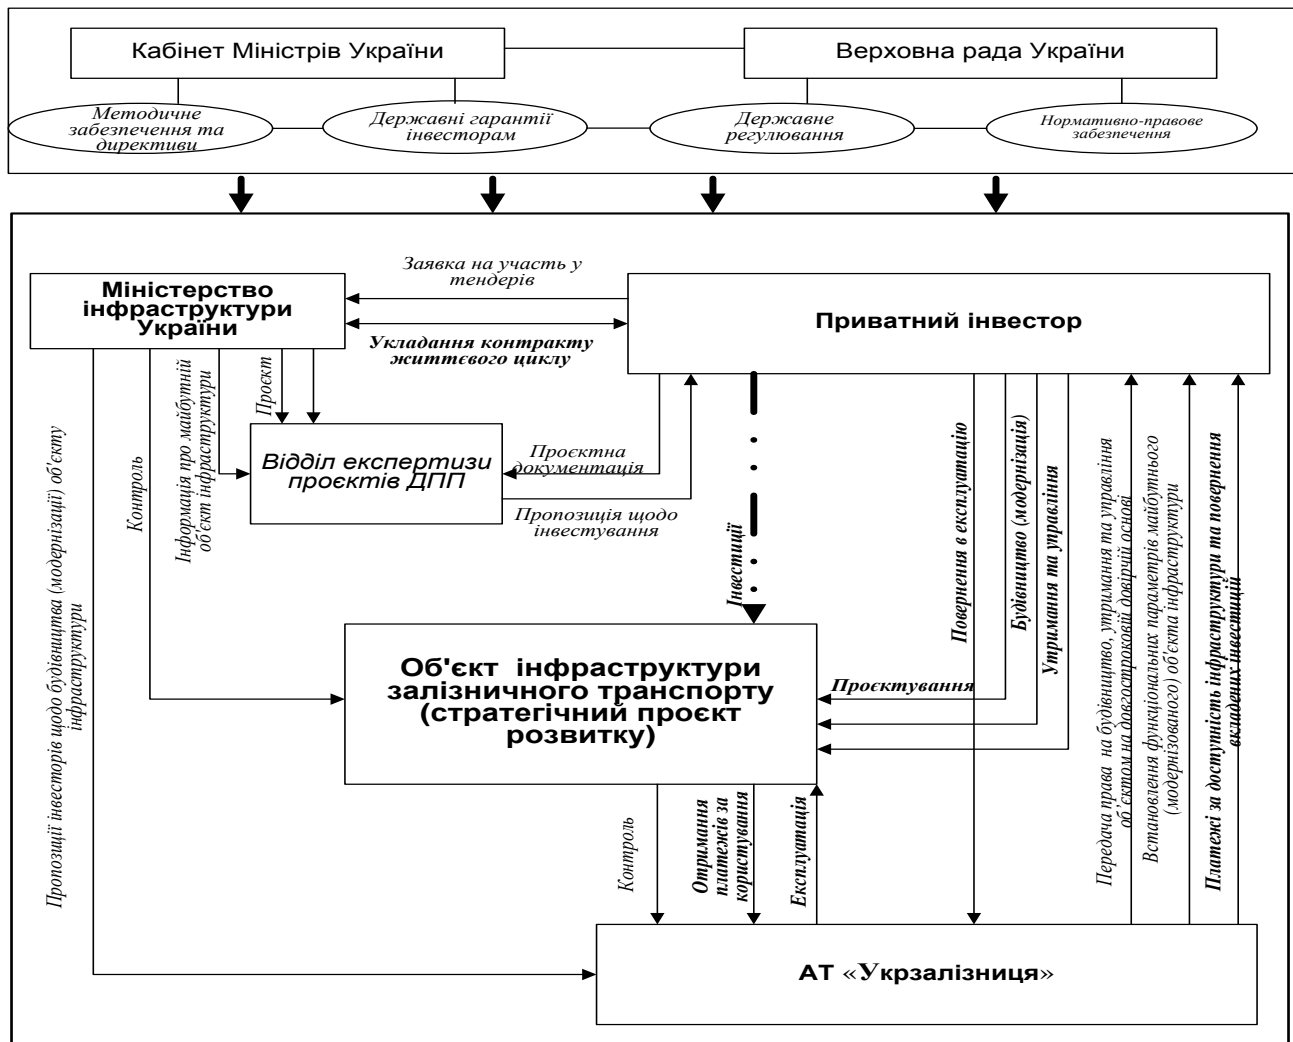 Кабінет Міністрів України
Верховна рада України
Методичне
забезпечення та
директиви
Державні гарантії
інвесторам
Державне
регулювання
Нормативно-правове
забезпечення
Заявка на участь у
тендерів
Міністерство
інфраструктури
України
Приватний інвестор
Укладання контракту
життєвого циклу
Пропозиції інвесторів щодо будівництва (модернізації) об'єкту
інфраструктури
Контроль
Інформація про майбутній
об'єкт інфраструктури
Проєкт
Відділ експертизи
проєктів ДПП
Проєктна
документація
Пропозиція щодо
інвестування
Інвестиції
Повернення в експлуатацію
Будівництво (модернізація)
Утримання та управління
Передача права на будівництво, утримання та управління
об'єктом на довгостроковій довірчій основі
Встановлення функціональних параметрів майбутнього
(модернізованого) об'єкта інфраструктури
Платежі за доступність інфраструктури та повернення
вкладених інвестицій
Об'єкт інфраструктури
залізничного транспорту
(стратегічний проєкт
розвитку)
Проєктування
Контроль
Отримання
платежів за
користування
Експлуатація
АТ «Укрзалізниця»